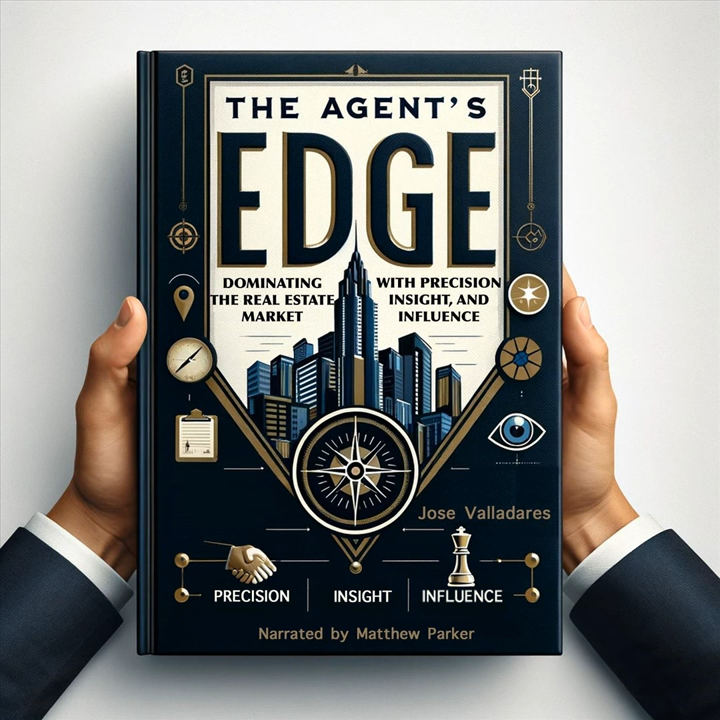 THE AGENT'S
EDGE
DOMINATING
THE REAL ESTATE
MARKET
WITH PRECISION
INSIGHT, AND
INFLUENCE
Jose Valladares
PRECISION
INSIGHT
INFLUENCE
Narrated by Matthew Parker